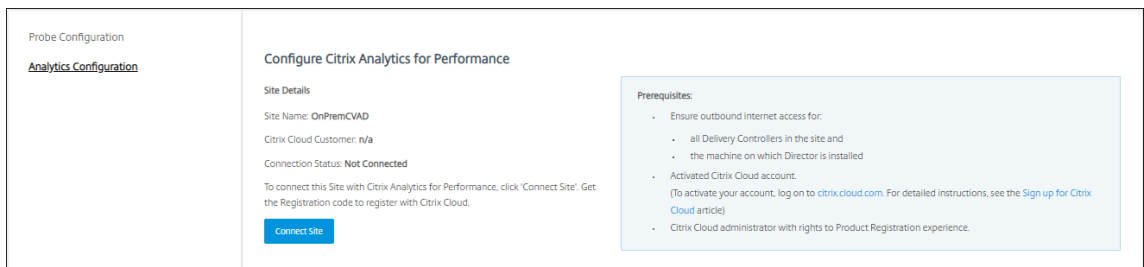 Probe Configuration
Analytics Configuration
Configure Citrix Analytics for Performance
Site Details
Site Name: OnPremCVAD
Citrix Cloud Customer: n/a
Connection Status: Not Connected
To connect this Site with Citrix Analytics for Performance, click 'Connect Site'. Get
the Registration code to register with Citrix Cloud.
Connect Site
Prerequisites:
• Ensure outbound internet access for:
• all Delivery Controllers in the site and
• the machine on which Director is installed
• Activated Citrix Cloud account.
(To activate your account, log on to citrix.cloud.com. For detailed instructions, see the Sign up for Citrix
Cloud article)
• Citrix Cloud administrator with rights to Product Registration experience.